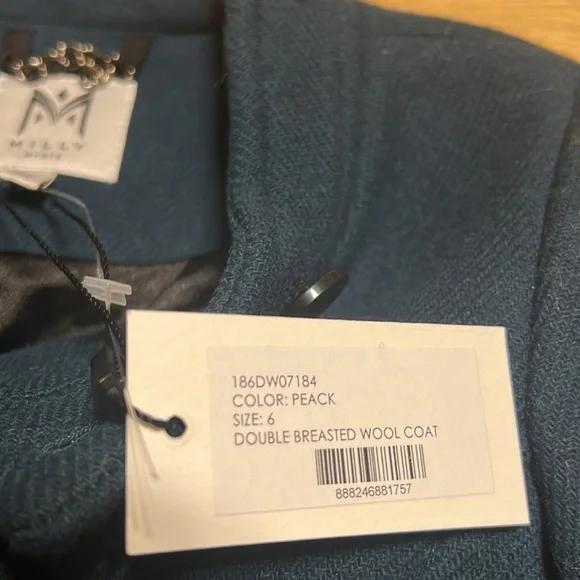 MILLY
186DW07184
COLOR: PEACK
SIZE: 6
DOUBLE BREASTED WOOL COAT
888246881757